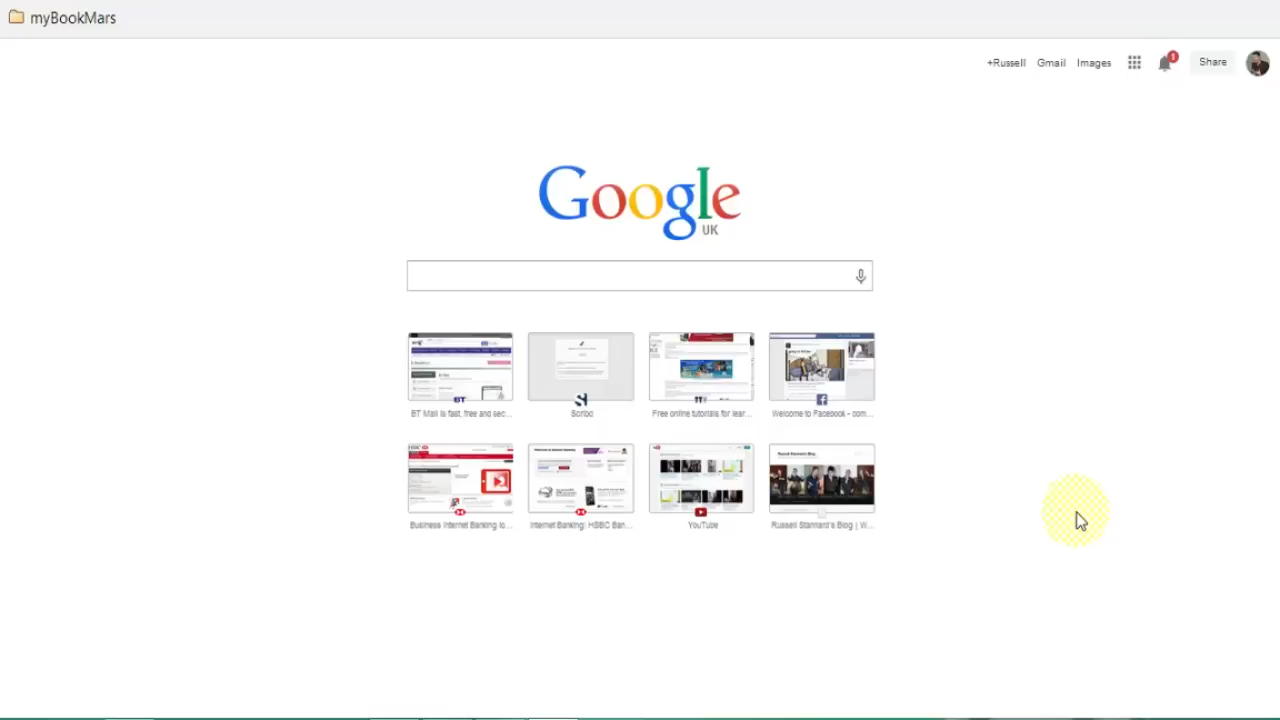 myBookMars
+Russell Gmail Images 1 Share
Google
UK
BT Mail is fast, free and sec... Scribd Free online tutorials for lear... Welcome to Facebook - com...
Business Internet Banking lo... Internet Banking: HSBC Ban... YouTube Russell Stannard's Blog | W...